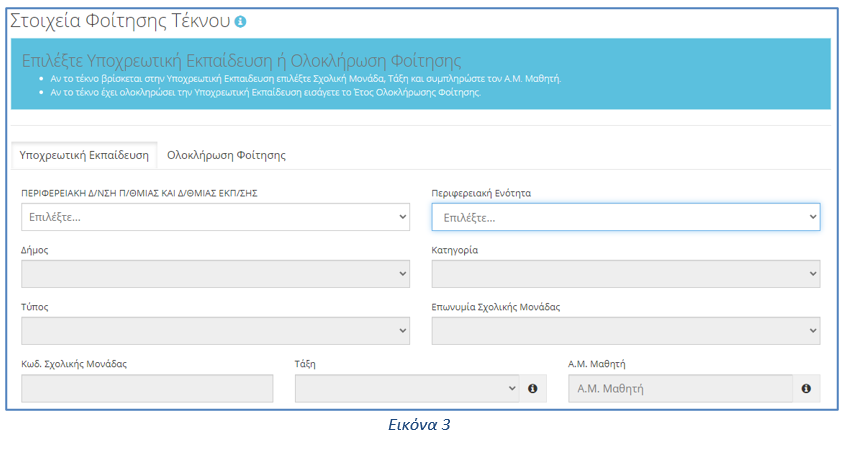 Στοιχεία Φοίτησης Τέκνου
Επιλέξτε Υποχρεωτική Εκπαίδευση ή Ολοκλήρωση Φοίτησης
• Αν το τέκνο βρίσκεται στην Υποχρεωτική Εκπαιδευση επιλέξτε Σχολική Μονάδα, Τάξη και συμπληρώστε τον Α.Μ. Μαθητή.
• Αν το τέκνο έχει ολοκληρώσει την Υποχρεωτική Εκπαίδευση εισάγετε το Έτος Ολοκλήρωσης Φοίτησης.
Υποχρεωτική Εκπαίδευση Ολοκλήρωση Φοίτησης
ΠΕΡΙΦΕΡΕΙΑΚΗ Δ/ΝΣΗ Π/ΘΜΙΑΣ ΚΑΙ Δ/ΘΜΙΑΣ ΕΚΠ/ΣΗΣ Περιφερειακή Ενότητα
Επιλέξτε... Επιλέξτε...
Δήμος Κατηγορία
Τύπος Επωνυμία Σχολικής Μονάδας
Κωδ. Σχολικής Μονάδας Τάξη Α.Μ. Μαθητή
Α.Μ. Μαθητή
Εικόνα 3